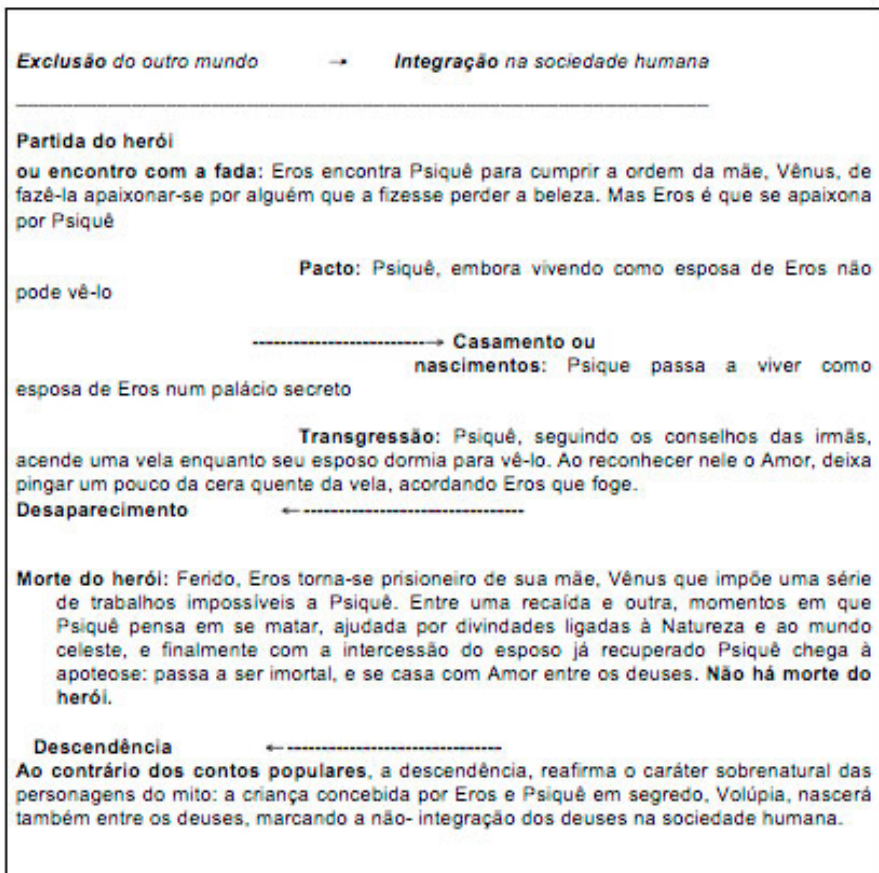 Exclusão do outro mundo → Integração na sociedade humana
Partida do herói
ou encontro com a fada: Eros encontra Psiquê para cumprir a ordem da mãe, Vênus, de
fazê-la apaixonar-se por alguém que a fizesse perder a beleza. Mas Eros é que se apaixona
por Psiquê
Pacto: Psiquê, embora vivendo como esposa de Eros não
pode vê-lo
-------------------------→ Casamento ou
nascimentos: Psique passa a viver como
esposa de Eros num palácio secreto
Transgressão: Psiquê, seguindo os conselhos das irmãs,
acende uma vela enquanto seu esposo dormia para vê-lo. Ao reconhecer nele o Amor, deixa
pingar um pouco da cera quente da vela, acordando Eros que foge.
Desaparecimento ←--------------------------------
Morte do herói: Ferido, Eros torna-se prisioneiro de sua mãe, Vênus que impõe uma série
de trabalhos impossíveis a Psiquê. Entre uma recaída e outra, momentos em que
Psiquê pensa em se matar, ajudada por divindades ligadas à Natureza e ao mundo
celeste, e finalmente com a intercessão do esposo já recuperado Psiquê chega à
apoteose: passa a ser imortal, e se casa com Amor entre os deuses. Não há morte do
herói.
Descendência ←-------------------------------
Ao contrário dos contos populares, a descendência, reafirma o caráter sobrenatural das
personagens do mito: a criança concebida por Eros e Psiquê em segredo, Volúpia, nascerá
também entre os deuses, marcando a não- integração dos deuses na sociedade humana.